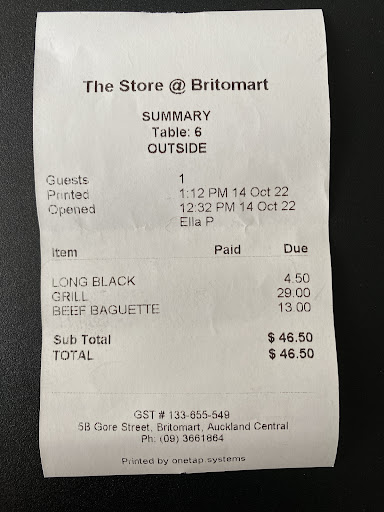 The Store @ Britomart
SUMMARY
Table: 6
OUTSIDE
Guests 1
Printed 1:12 PM 14 Oct 22
Opened 12:32 PM 14 Oct 22
Ella P
Item Paid Due
LONG BLACK 4.50
GRILL 29.00
BEEF BAGUETTE 13.00
Sub Total $ 46.50
TOTAL $ 46.50
GST # 133-655-549
5B Gore Street, Britomart, Auckland Central
Ph: (09) 3661864
Printed by onetap.systems